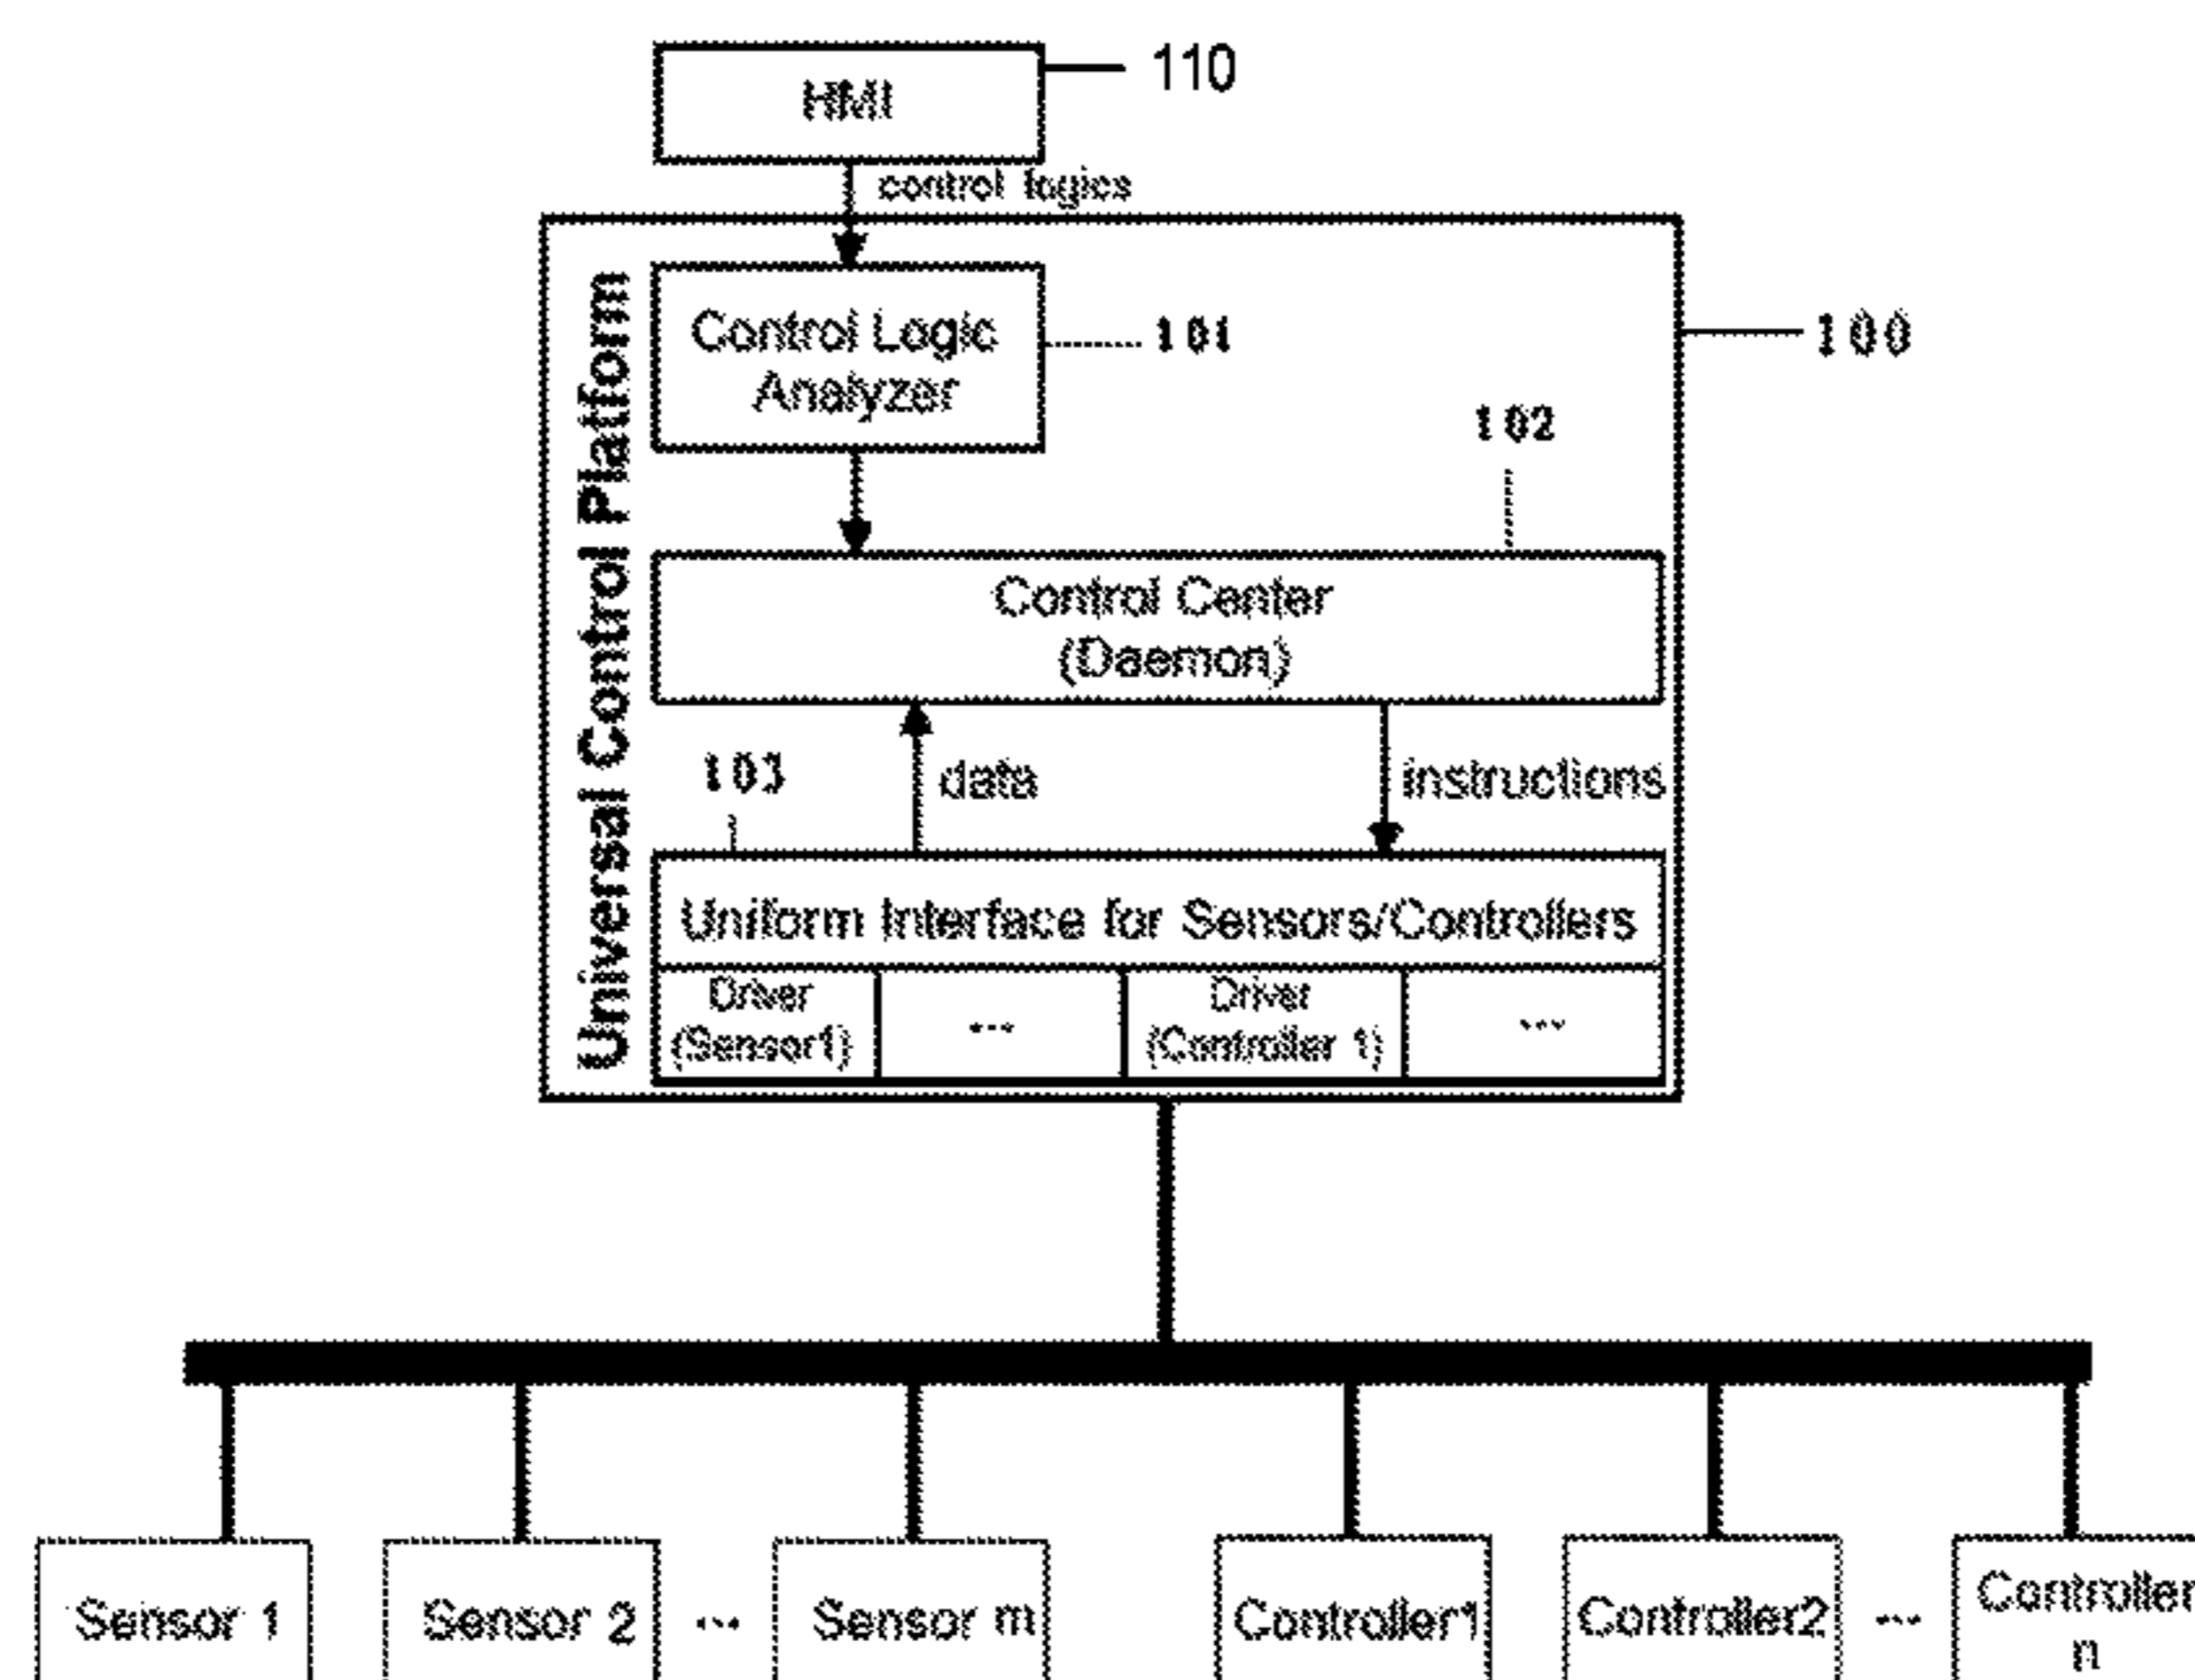 HMI
110
control logics
Universal Control Platform
Control Logic
Analyzer
101
100
102
Control Center
(Daemon)
103
data
instructions
Uniform Interface for Sensors/Controllers
Driver
(Sensor1)
...
Driver
(Controller 1)
...
Sensor 1
Sensor 2
...
Sensor m
Controller1
Controller2
...
Controller
n